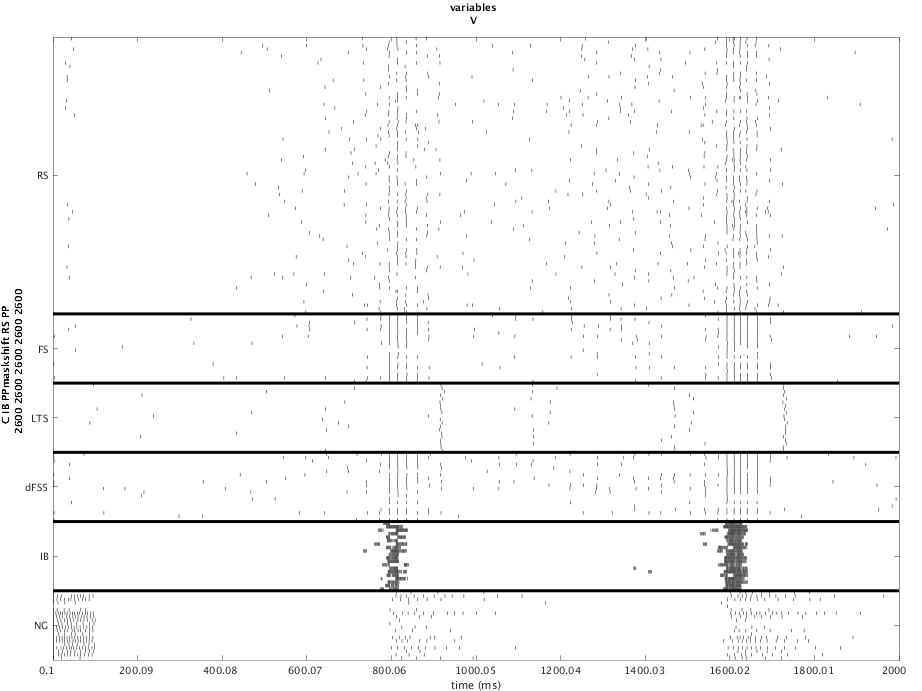 variables
V
C IB PPmaskshift RS PP
2600 2600 2600 2600 2600
RS
FS
LTS
dFS5
IB
NG
0.1 200.09 400.08 600.07 800.06 1000.05 1200.04 1400.03 1600.02 1800.01 2000
time (ms)